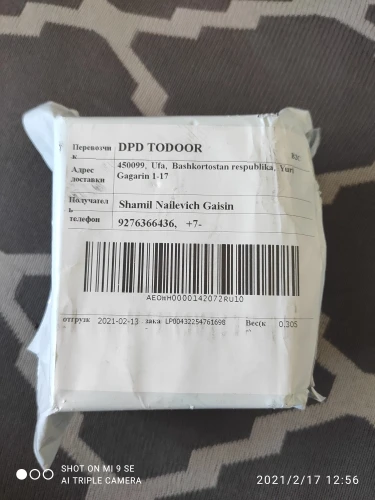 Перевозчи
к
DPD TODOOR
Адрес
доставки
450099, Ufa, Bashkortostan respublika, Yuri
Gagarin 1-17
Получател
ь
Shamil Nailevich Gaisin
телефон
9276366436, +7-
AEOWH0000142072RU10
отгрузк
2021-02-13
зака
LP00432254761698
Вес(к
0.305
SHOT ON MI 9 SE
AI TRIPLE CAMERA
2021/2/17 12:56